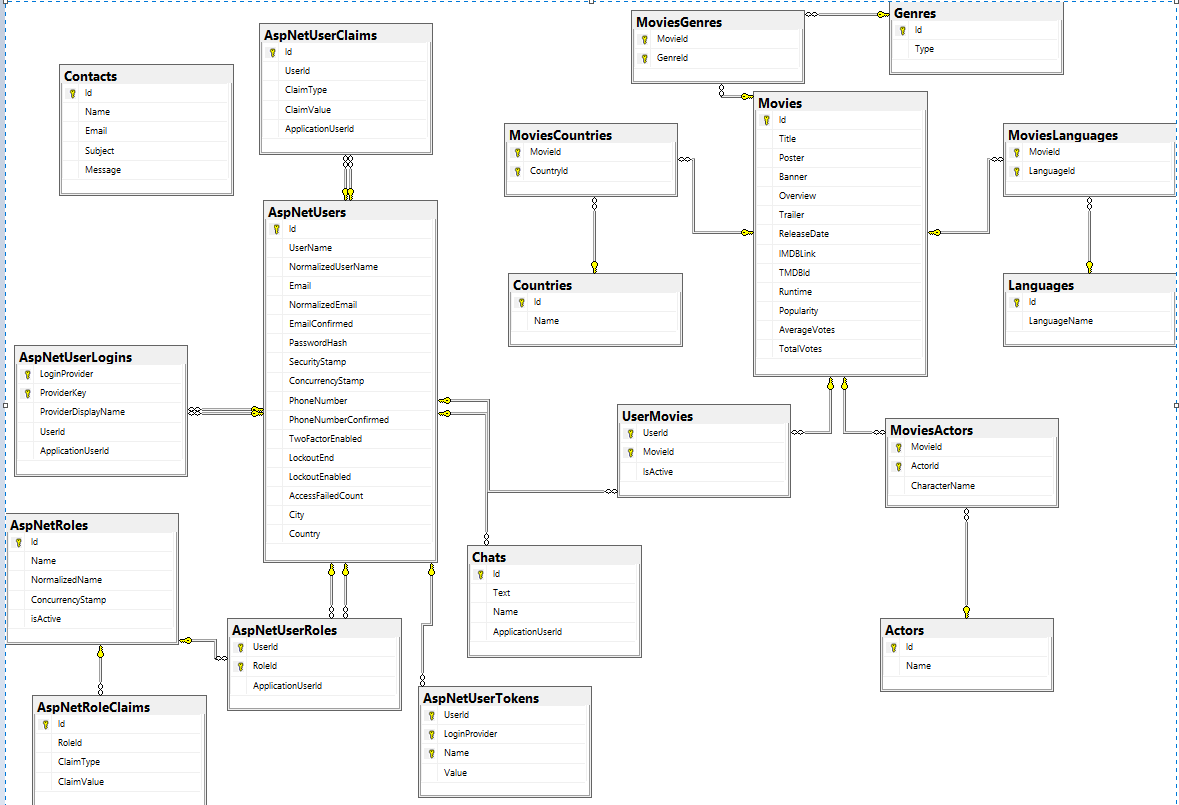 AspNetUserClaims
Id
UserId
ClaimType
ClaimValue
ApplicationUserId
MoviesGenres
MovieId
GenreId
Genres
Id
Type
Contacts
Id
Name
Email
Subject
Message
Movies
Id
Title
Poster
Banner
Overview
Trailer
ReleaseDate
IMDBLink
TMDBId
Runtime
Popularity
AverageVotes
TotalVotes
MoviesCountries
MovieId
CountryId
MoviesLanguages
MovieId
LanguageId
AspNetUsers
Id
UserName
NormalizedUserName
Email
NormalizedEmail
EmailConfirmed
PasswordHash
SecurityStamp
ConcurrencyStamp
PhoneNumber
PhoneNumberConfirmed
TwoFactorEnabled
LockoutEnd
LockoutEnabled
AccessFailedCount
City
Country
Countries
Id
Name
Languages
Id
LanguageName
AspNetUserLogins
LoginProvider
ProviderKey
ProviderDisplayName
UserId
ApplicationUserId
UserMovies
UserId
MovieId
IsActive
MoviesActors
MovieId
ActorId
CharacterName
AspNetRoles
Id
Name
NormalizedName
ConcurrencyStamp
isActive
Chats
Id
Text
Name
ApplicationUserId
AspNetUserRoles
UserId
RoleId
ApplicationUserId
Actors
Id
Name
AspNetRoleClaims
Id
RoleId
ClaimType
ClaimValue
AspNetUserTokens
UserId
LoginProvider
Name
Value